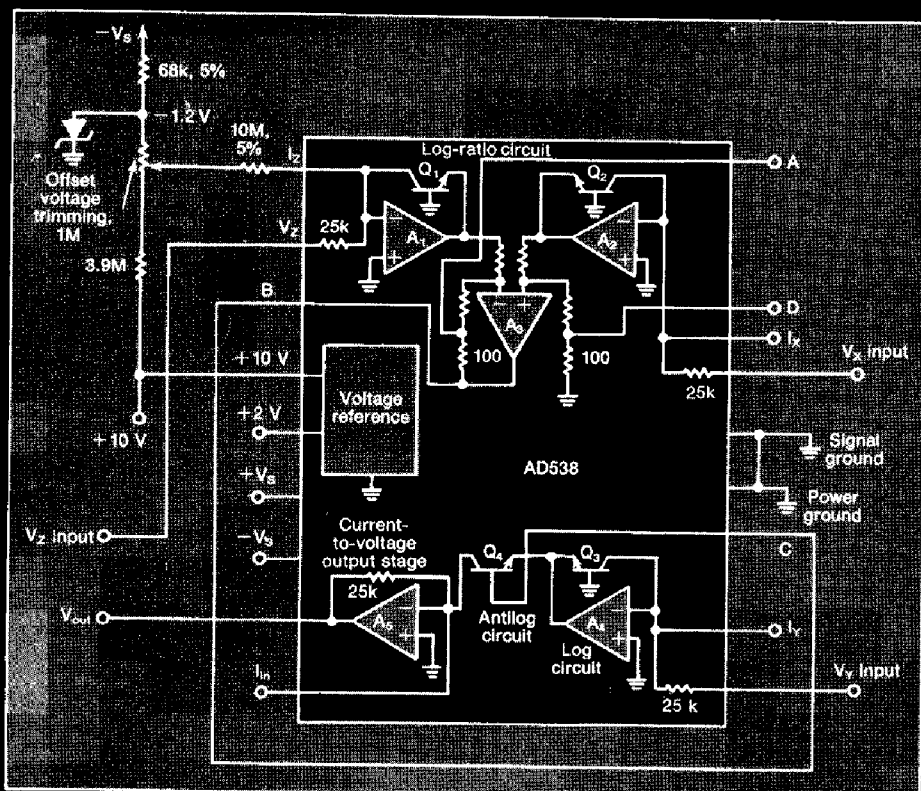 −VS
68k, 5%
−1.2 V
10M,
5%
IZ
Log-ratio circuit
Q1
Q2
A
Offset
voltage
trimming,
1M
VZ
25k
A1
A2
3.9M
B
A3
D
100
100
IX
+10 V
VX input
25k
Voltage
reference
+2 V
+10 V
AD538
Signal
ground
+VS
Power
ground
VZ input
−VS
Current-
to-voltage
output stage
25k
Q4
Q3
C
Vout
A5
Antilog
circuit
A4
Log
circuit
IY
Iin
25 k
VY input